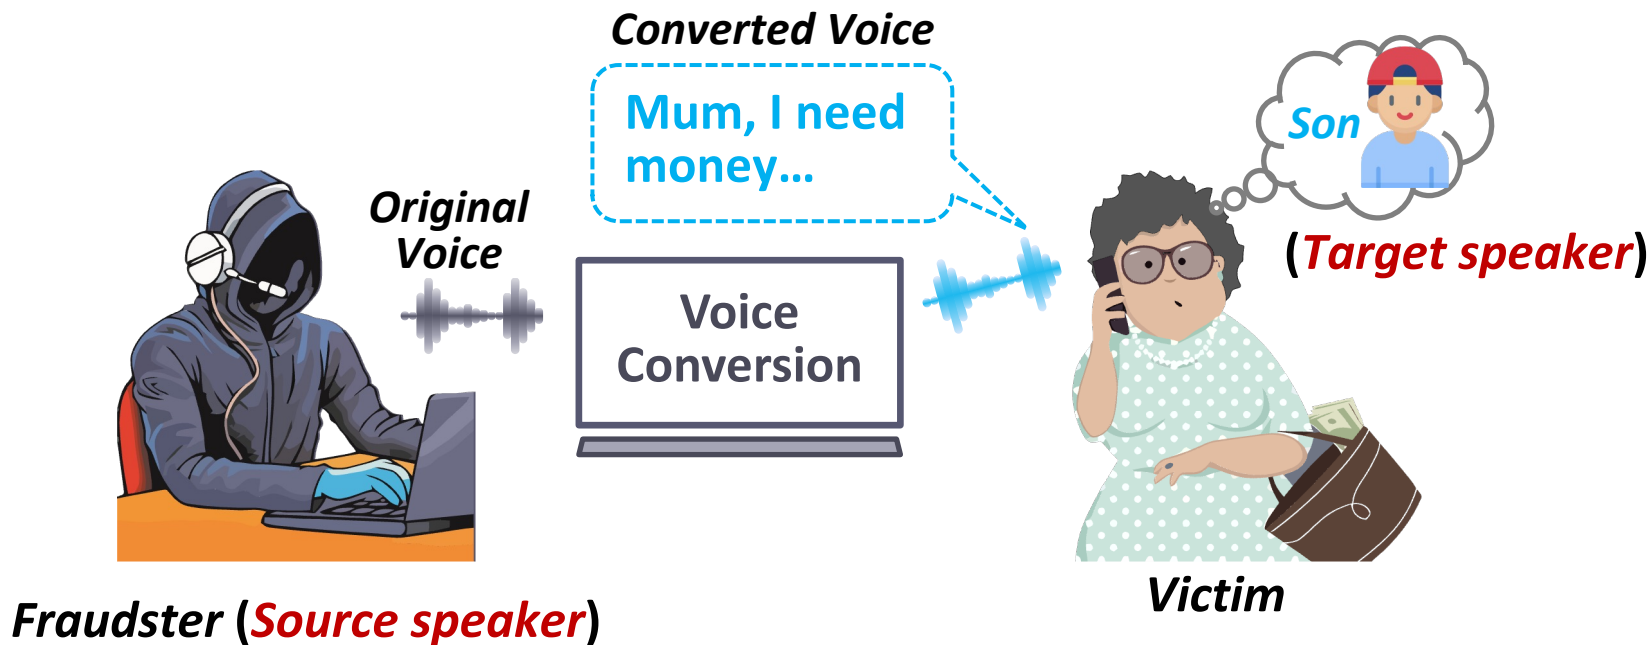 Converted Voice
Mum, I need
money…
Son
Original
Voice
(Target speaker)
Voice
Conversion
Victim
Fraudster (Source speaker)